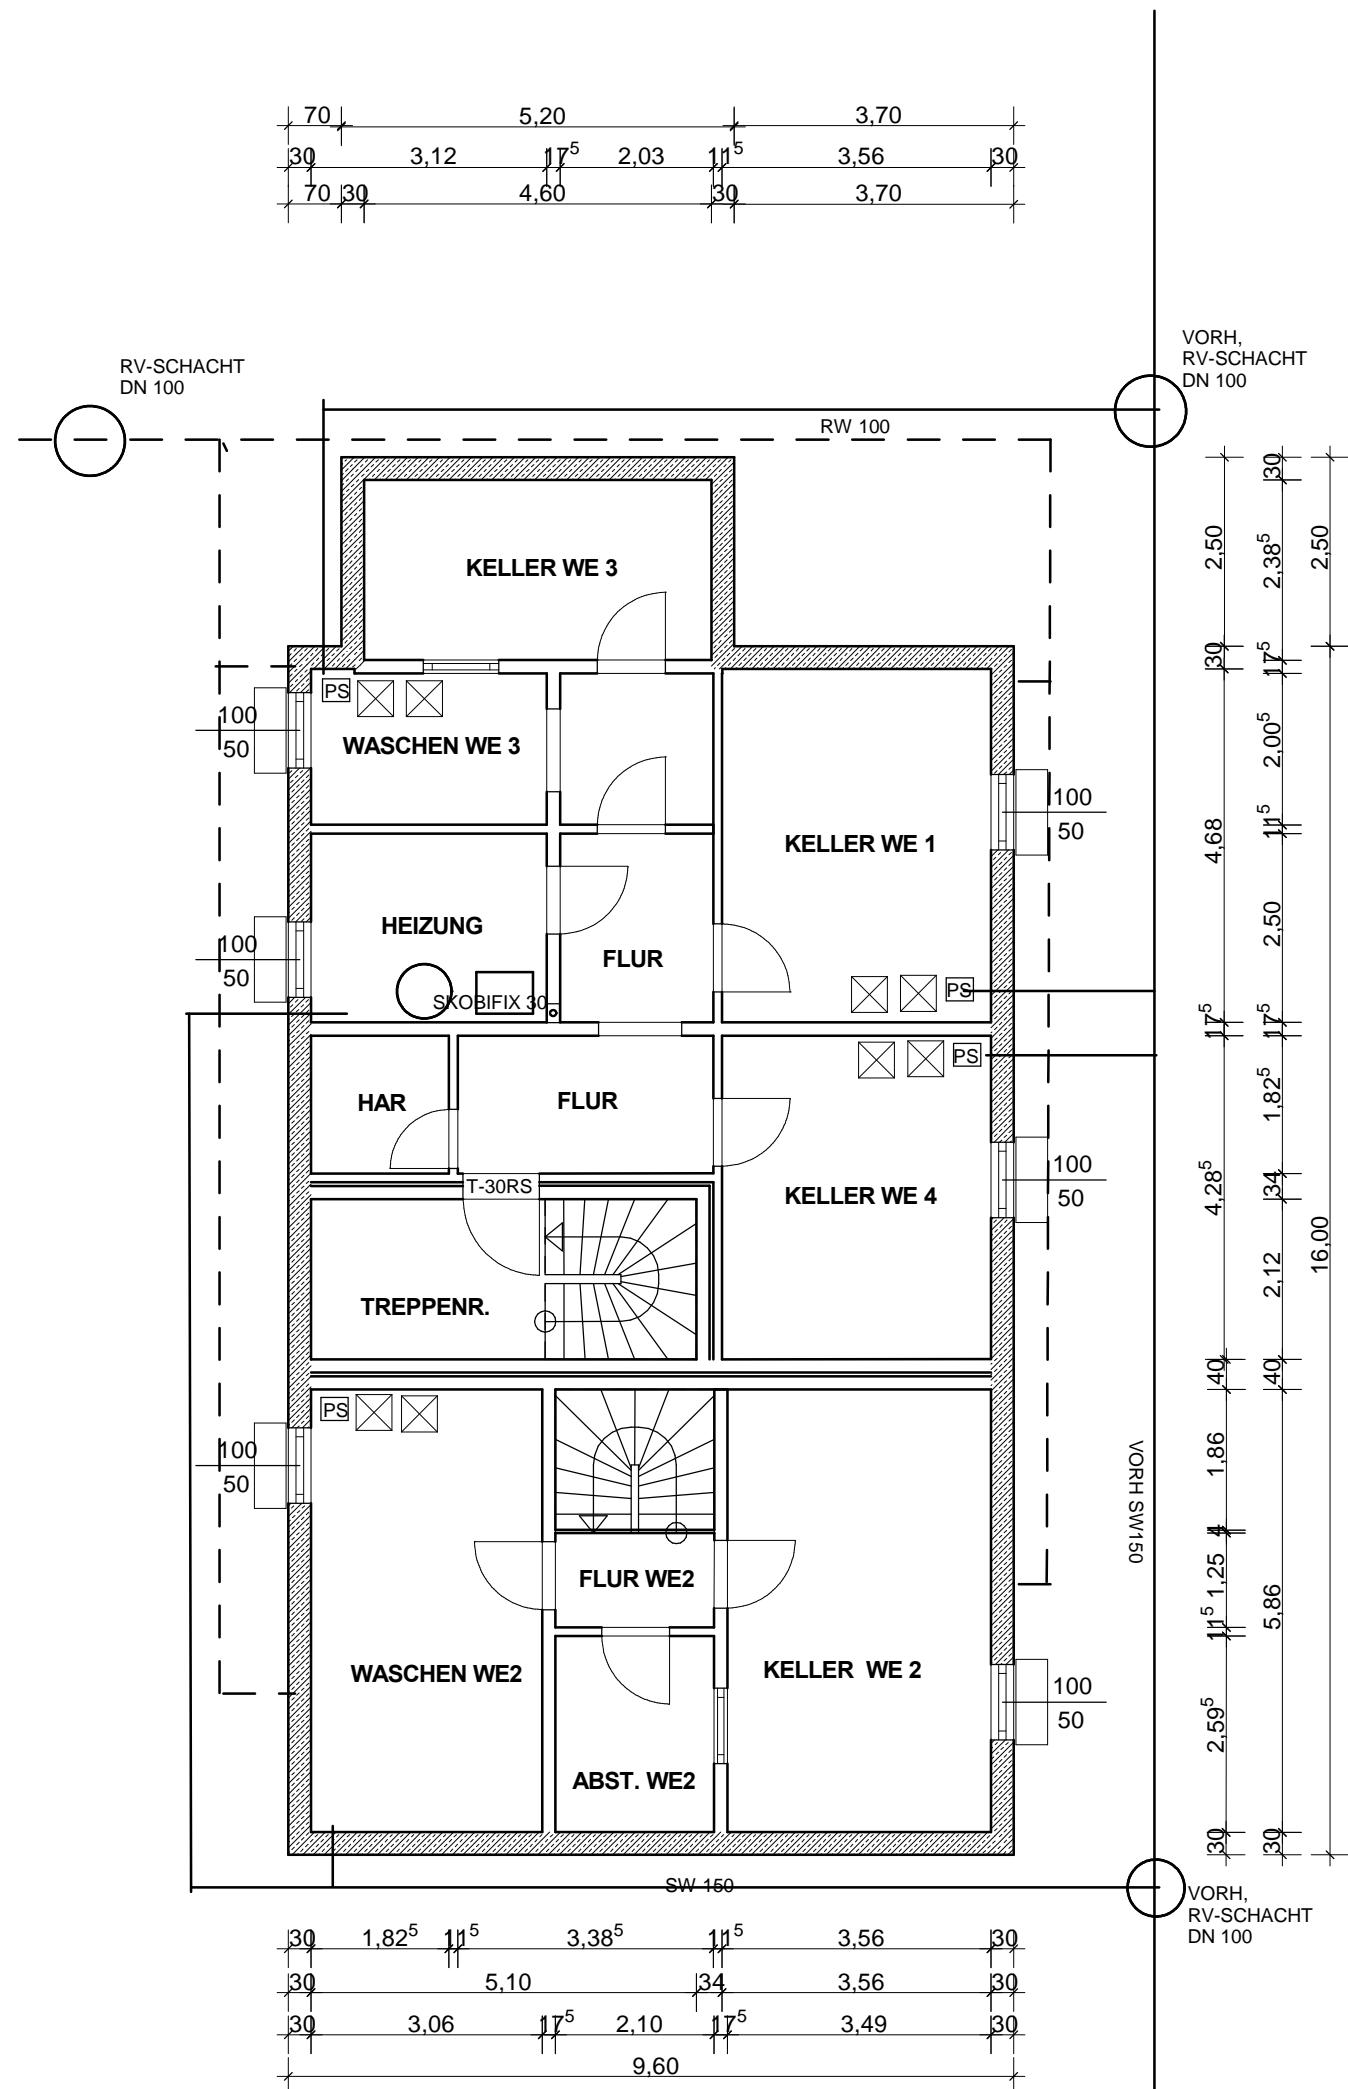 70 5,20 3,70
30 3,12 17⁵ 2,03 11⁵ 3,56 30
70 30 4,60 30 3,70
RV-SCHACHT
DN 100
VORH,
RV-SCHACHT
DN 100
RW 100
KELLER WE 3
PS
WASCHEN WE 3
100
50
100
50
KELLER WE 1
HEIZUNG
100
50
FLUR
SKOBIFIX 30
PS
PS
HAR
FLUR
100
50
T-30RS
KELLER WE 4
TREPPENR.
PS
100
50
FLUR WE2
WASCHEN WE2
KELLER WE 2
100
50
ABST. WE2
SW 150
VORH SW150
VORH,
RV-SCHACHT
DN 100
2,50 30 4,68 17⁵ 4,28⁵ 40 1,86 4 1,25 11⁵ 2,59⁵ 30
30 2,38⁵ 17⁵ 2,00⁵ 11⁵ 2,50 17⁵ 1,82⁵ 34 2,12 40 5,86 30
2,50 16,00
30 1,82⁵ 11⁵ 3,38⁵ 11⁵ 3,56 30
30 5,10 34 3,56 30
30 3,06 17⁵ 2,10 17⁵ 3,49 30
9,60